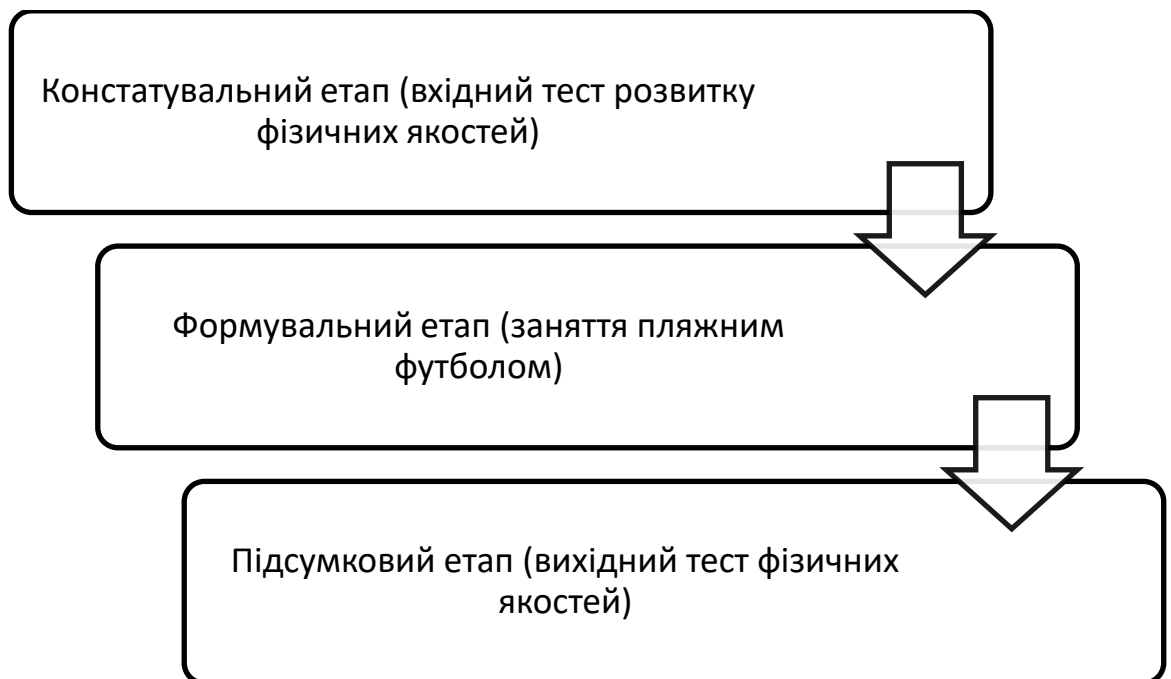 Констатувальний етап (вхідний тест розвитку
фізичних якостей)
Формувальний етап (заняття пляжним
футболом)
Підсумковий етап (вихідний тест фізичних
якостей)